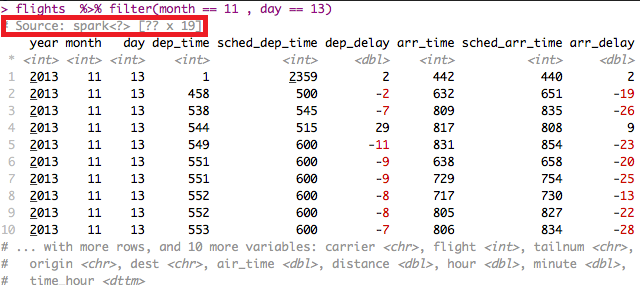 > flights  %>% filter(month == 11 , day == 13)
# Source: spark<?> [?? x 19]
    year month   day dep_time sched_dep_time dep_delay arr_time sched_arr_time arr_delay
*  <int> <int> <int>    <int>          <int>     <dbl>    <int>          <int>     <dbl>
1  2013    11    13        1           2359         2      442            440         2
2  2013    11    13      458            500        -2      632            651       -19
3  2013    11    13      538            545        -7      809            835       -26
4  2013    11    13      544            515        29      817            808         9
5  2013    11    13      549            600       -11      831            854       -23
6  2013    11    13      551            600        -9      638            658       -20
7  2013    11    13      551            600        -9      729            754       -25
8  2013    11    13      552            600        -8      717            730       -13
9  2013    11    13      552            600        -8      805            827       -22
10  2013    11    13      553            600        -7      806            834       -28
# ... with more rows, and 10 more variables: carrier <chr>, flight <int>, tailnum <chr>,
#   origin <chr>, dest <chr>, air_time <dbl>, distance <dbl>, hour <dbl>, minute <dbl>,
#   time_hour <dttm>